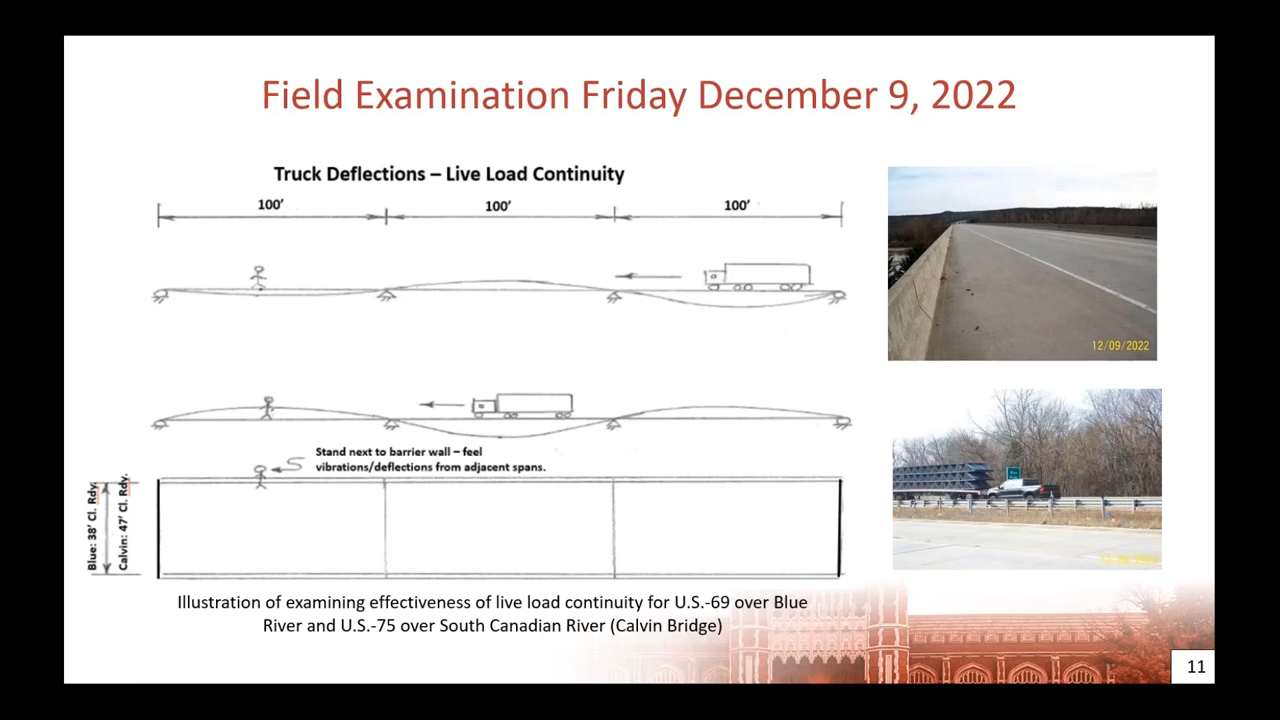 Field Examination Friday December 9, 2022
Truck Deflections – Live Load Continuity
100’ 100’ 100’
12/09/2022
Stand next to barrier wall – feel
vibrations/deflections from adjacent spans.
Blue: 38’ Cl. Rdy.
Calvin: 47’ Cl. Rdy.
Illustration of examining effectiveness of live load continuity for U.S.-69 over Blue
River and U.S.-75 over South Canadian River (Calvin Bridge)
11